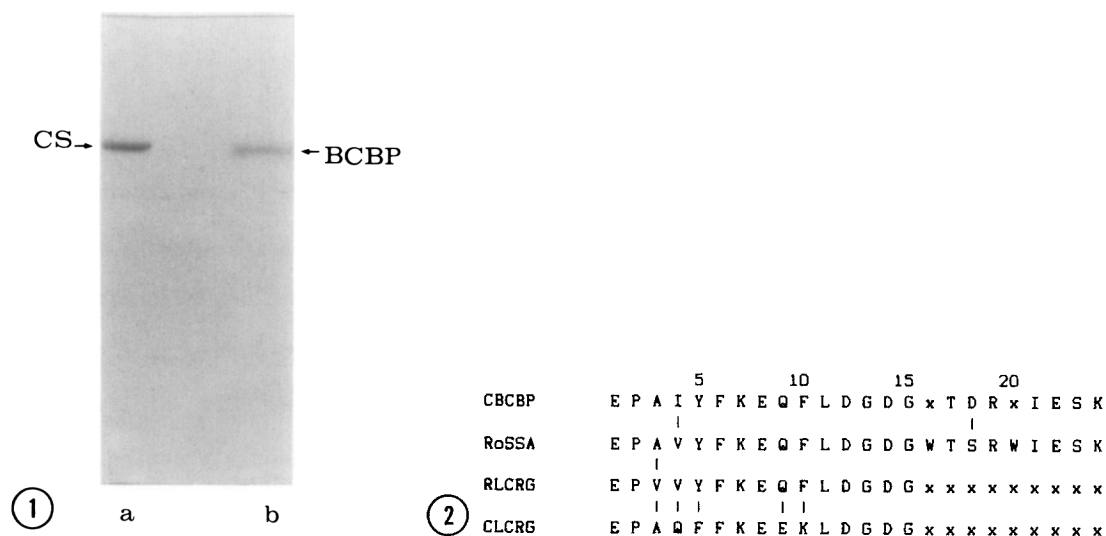 CS
BCBP
1
a b
5 10 15 20
CBCBP E P A I Y F K E Q F L D G D G x T D R x I E S K
RoSSA E P A V Y F K E Q F L D G D G W T S R W I E S K
RLCRG E P V V Y F K E Q F L D G D G x x x x x x x x x
CLCRG E P A Q F F K E E K L D G D G x x x x x x x x x
2